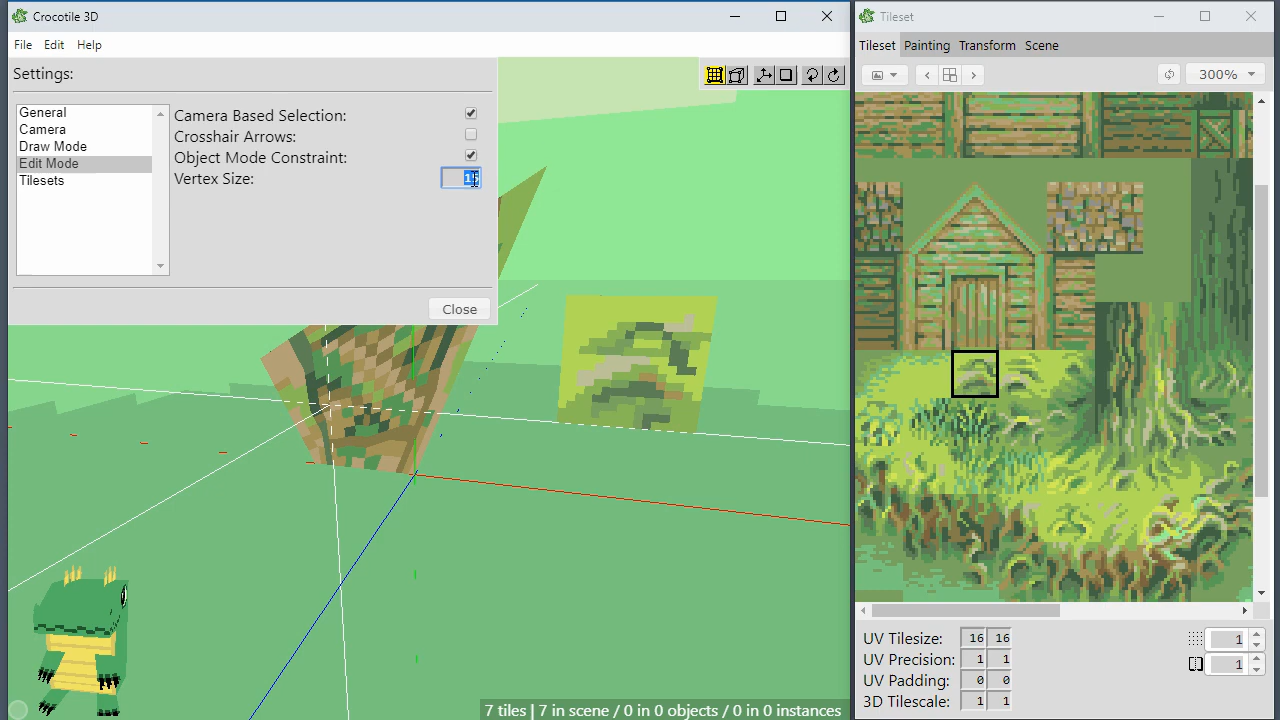 Crocotile 3D
File Edit Help
Settings:
General
Camera
Draw Mode
Edit Mode
Tilesets
Camera Based Selection:
Crosshair Arrows:
Object Mode Constraint:
Vertex Size: 15
Close
7 tiles | 7 in scene / 0 in 0 objects / 0 in 0 instances
Tileset
Tileset Painting Transform Scene
300%
UV Tilesize: 16 16
UV Precision: 1 1
UV Padding: 0 0
3D Tilescale: 1 1
1
1